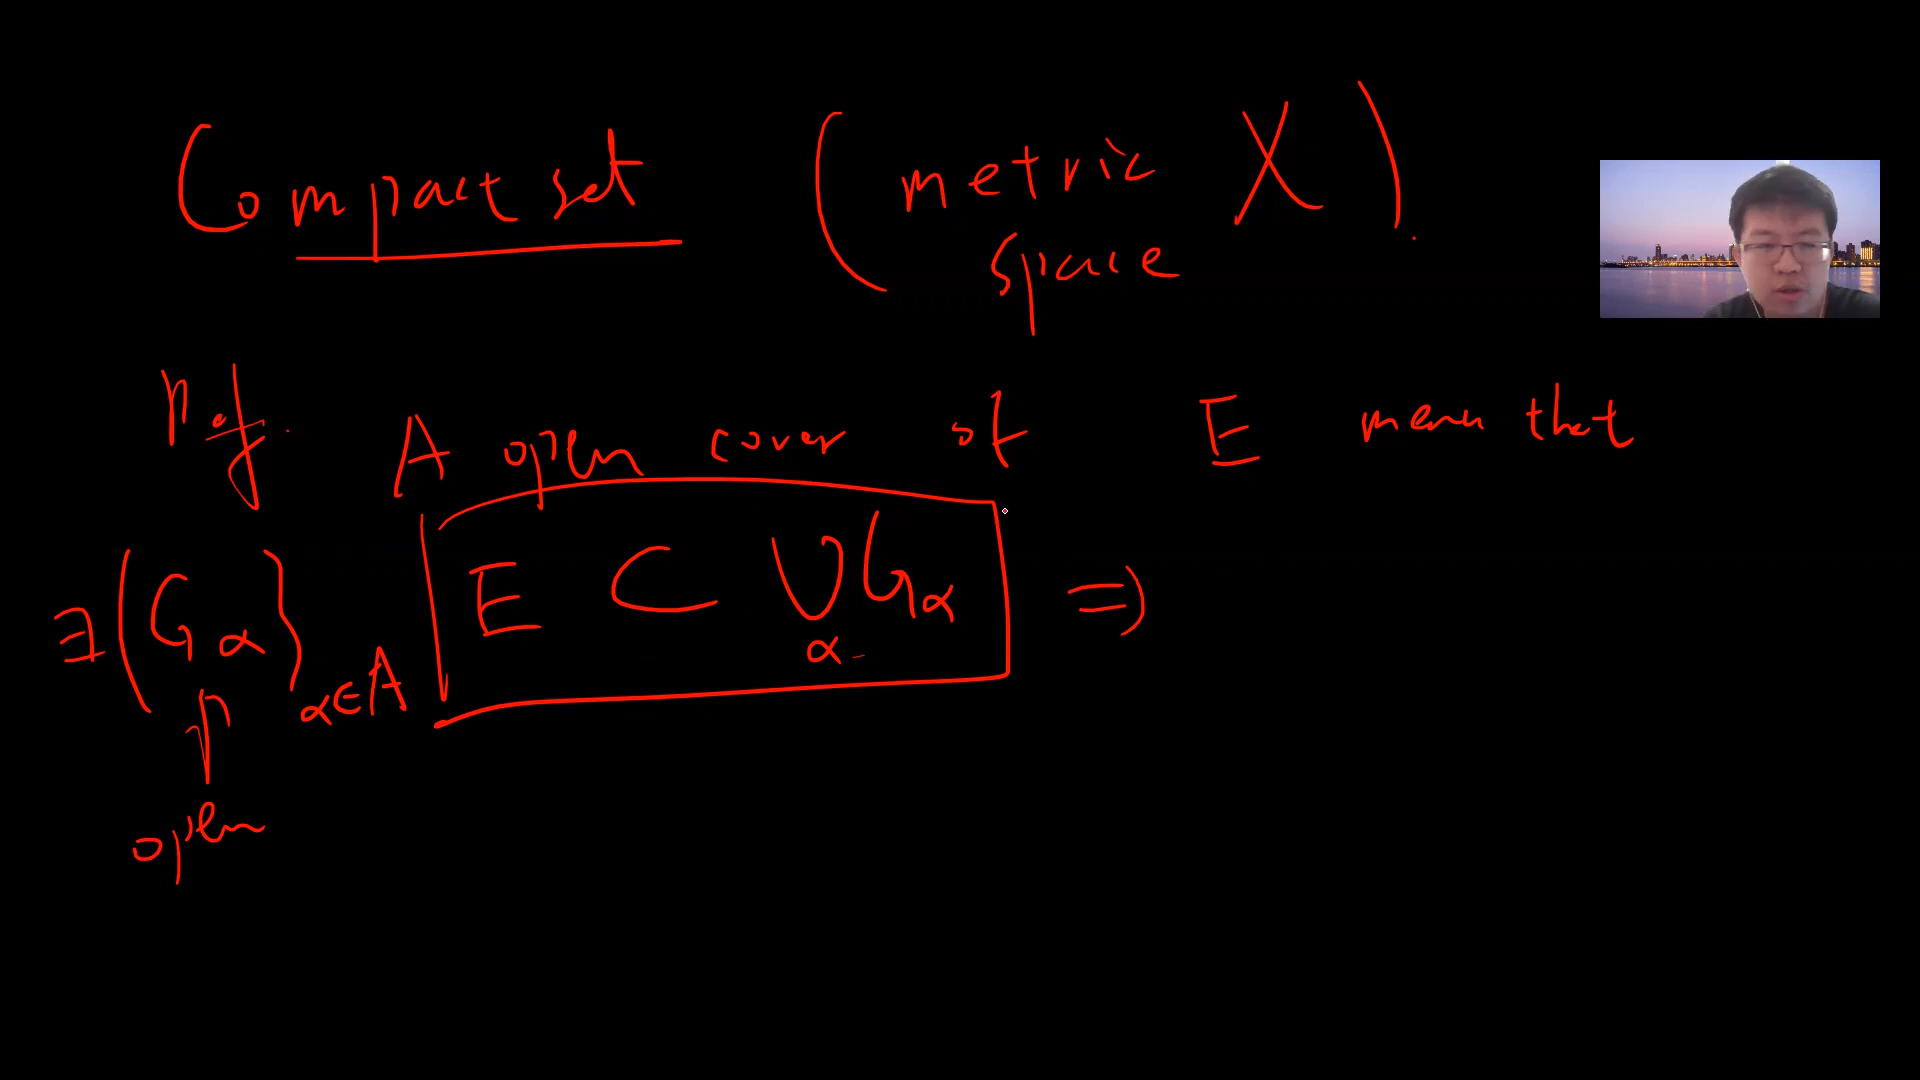 Compact set (metric space X).
Def. A open cover of E mean that
∃{Gα}α∈A E ⊂ ∪α Gα ⇒
⇑
open